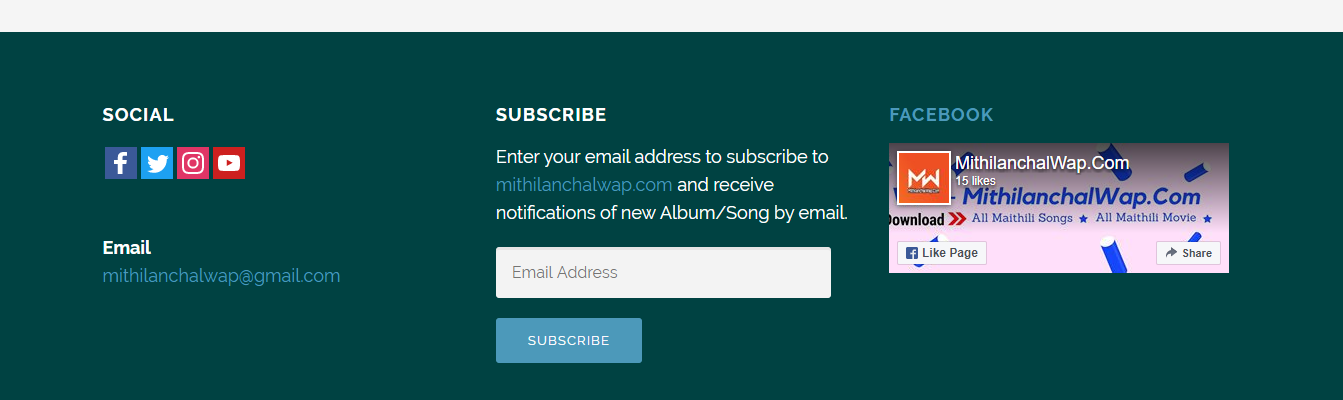 SOCIAL
Email
mithilanchalwap@gmail.com
SUBSCRIBE
Enter your email address to subscribe to
mithilanchalwap.com and receive
notifications of new Album/Song by email.
Email Address
SUBSCRIBE
FACEBOOK
MW
MithilanchalWap.Com
15 likes
- MithilanchalWap.Com
Download All Maithili Songs All Maithili Movie
Like Page
Share